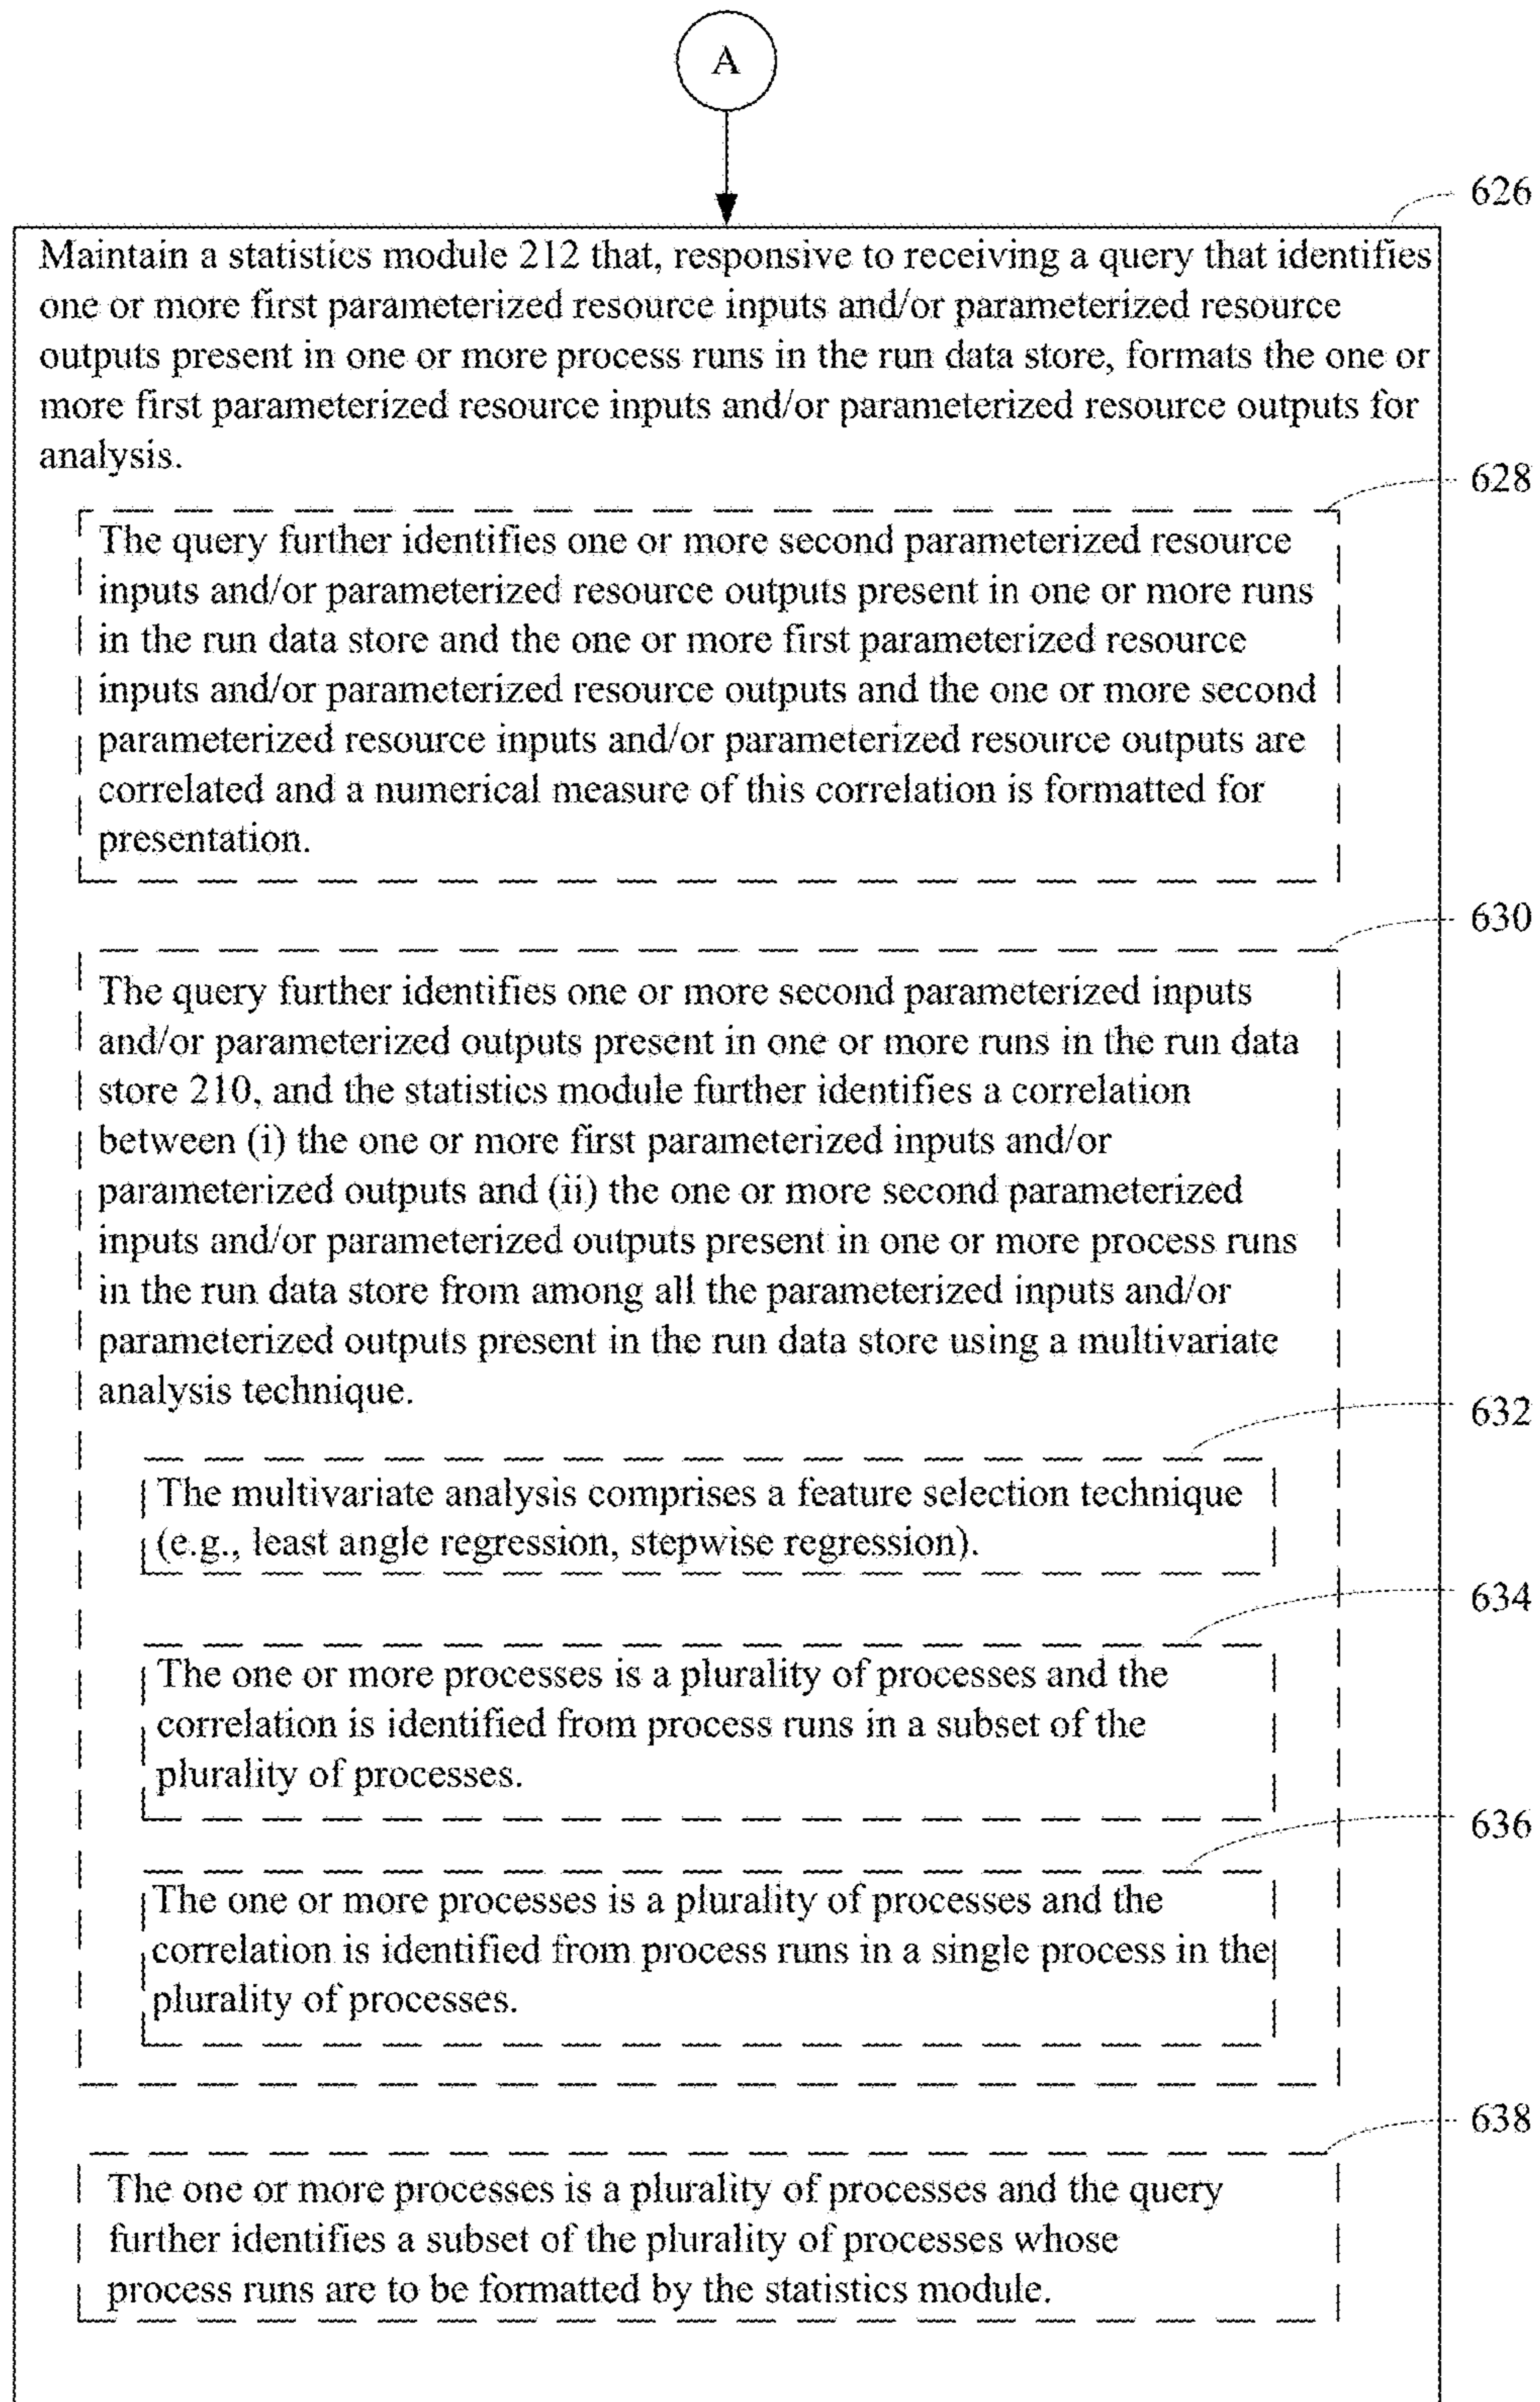 A
626
Maintain a statistics module 212 that, responsive to receiving a query that identifies
one or more first parameterized resource inputs and/or parameterized resource
outputs present in one or more process runs in the run data store, formats the one or
more first parameterized resource inputs and/or parameterized resource outputs for
analysis.
628
The query further identifies one or more second parameterized resource
inputs and/or parameterized resource outputs present in one or more runs
in the run data store and the one or more first parameterized resource
inputs and/or parameterized resource outputs and the one or more second
parameterized resource inputs and/or parameterized resource outputs are
correlated and a numerical measure of this correlation is formatted for
presentation.
630
The query further identifies one or more second parameterized inputs
and/or parameterized outputs present in one or more runs in the run data
store 210, and the statistics module further identifies a correlation
between (i) the one or more first parameterized inputs and/or
parameterized outputs and (ii) the one or more second parameterized
inputs and/or parameterized outputs present in one or more process runs
in the run data store from among all the parameterized inputs and/or
parameterized outputs present in the run data store using a multivariate
analysis technique.
632
The multivariate analysis comprises a feature selection technique
(e.g., least angle regression, stepwise regression).
634
The one or more processes is a plurality of processes and the
correlation is identified from process runs in a subset of the
plurality of processes.
636
The one or more processes is a plurality of processes and the
correlation is identified from process runs in a single process in the
plurality of processes.
638
The one or more processes is a plurality of processes and the query
further identifies a subset of the plurality of processes whose
process runs are to be formatted by the statistics module.